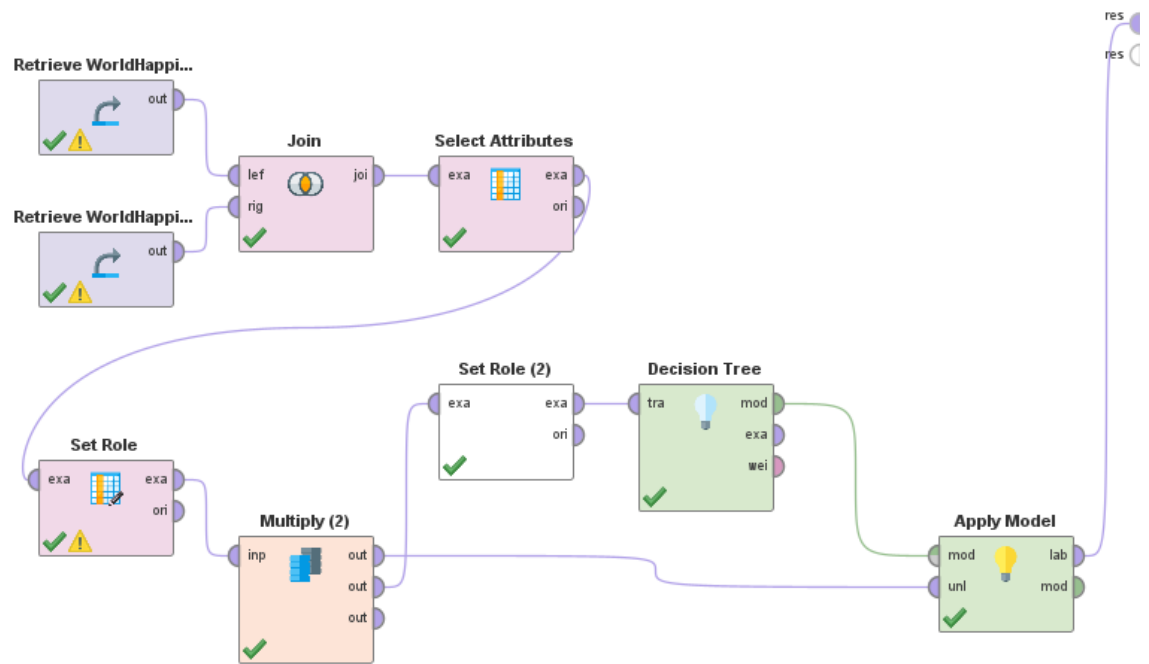 res
res
Retrieve WorldHappi...
out
Join
lef
joi
rig
Select Attributes
exa
exa
ori
Retrieve WorldHappi...
out
Set Role (2)
exa
exa
ori
Decision Tree
tra
mod
exa
wei
Set Role
exa
exa
ori
Multiply (2)
inp
out
out
out
Apply Model
mod
lab
unl
mod